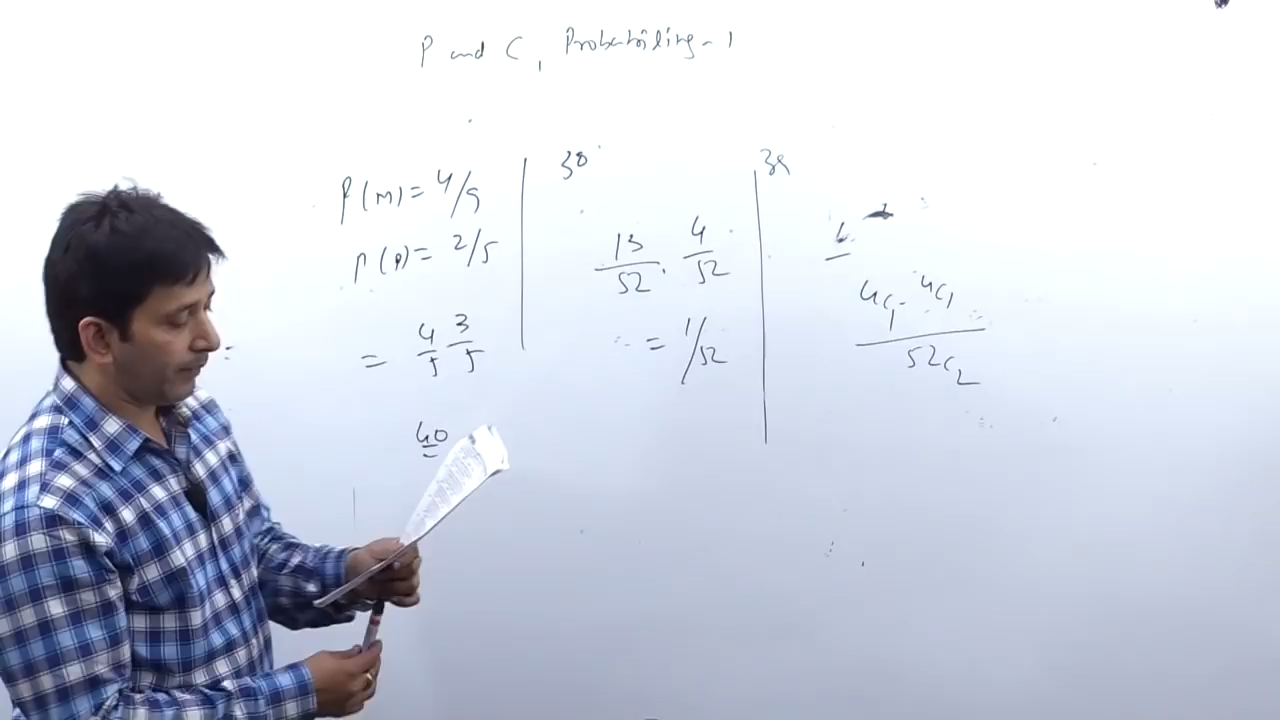 P and C, Probability - 1
P(M) = 4/5
P(P) = 2/5
= 4/5 3/5
40
38
13/52 . 4/52
= 1/52
39
4C1 . 4C1
52C2